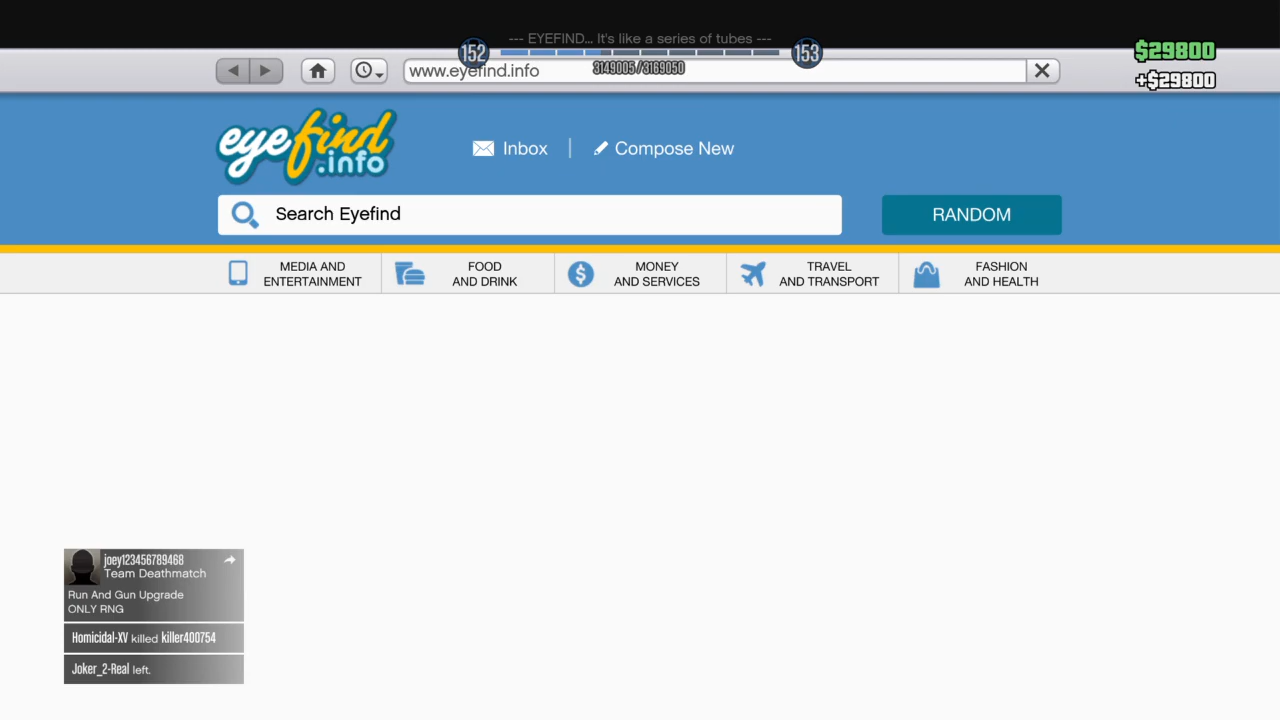 --- EYEFIND... It's like a series of tubes ---
152
153
3149005/3169050
$29800
+$29800
www.eyefind.info
eyefind
.info
Inbox
Compose New
Search Eyefind
RANDOM
MEDIA AND
ENTERTAINMENT
FOOD
AND DRINK
MONEY
AND SERVICES
TRAVEL
AND TRANSPORT
FASHION
AND HEALTH
joey123456789468
Team Deathmatch
Run And Gun Upgrade
ONLY RNG
Homicidal-XV killed killer400754
Joker_2-Real left.